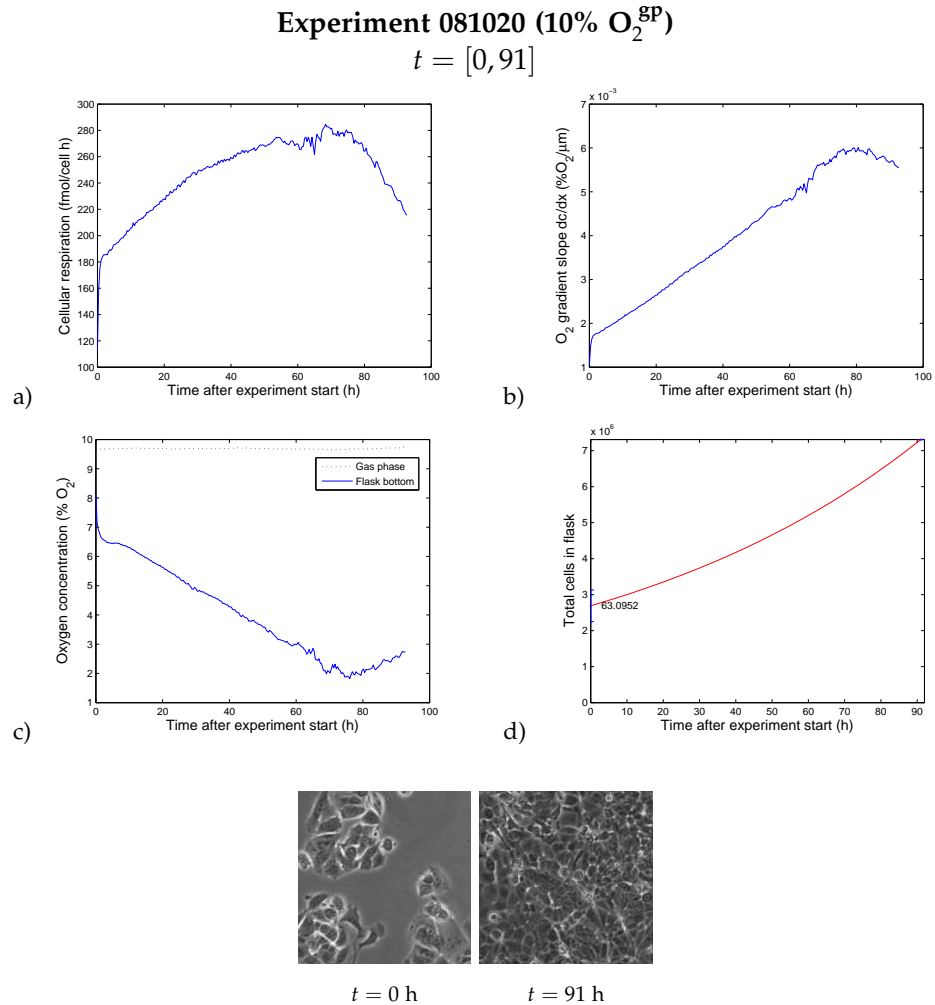 Experiment 081020 (10% O₂ᵍᵖ)
t = [0, 91]
Cellular respiration (fmol/cell h)
300
280
260
240
220
200
180
160
140
120
100
0 20 40 60 80 100
Time after experiment start (h)
a)
x 10⁻³
O₂ gradient slope dc/dx (%O₂/μm)
7
6
5
4
3
2
1
0 10 20 30 40 50 60 70 80 90 100
Time after experiment start (h)
b)
Oxygen concentration (% O₂)
10
9
8
7
6
5
4
3
2
1
0 20 40 60 80 100
Gas phase
Flask bottom
Time after experiment start (h)
c)
x 10⁶
Total cells in flask
7
6
5
4
3
2
1
0
63.0952
0 10 20 30 40 50 60 70 80 90
Time after experiment start (h)
d)
t = 0 h
t = 91 h